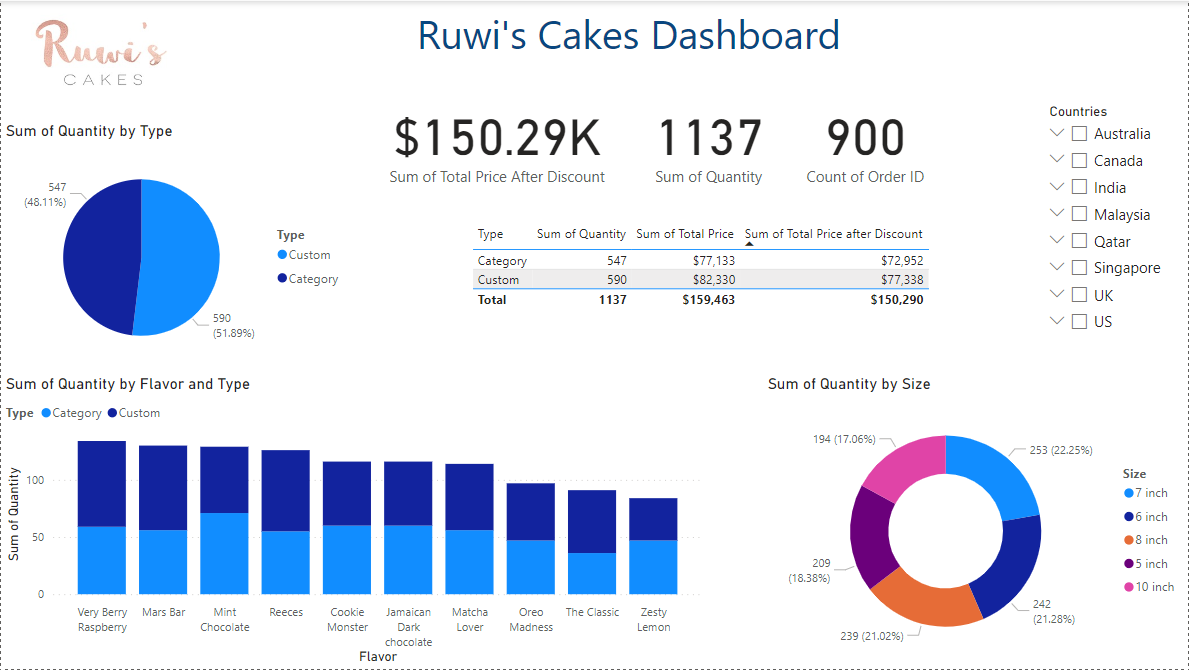 Ruwi's
CAKES
Ruwi's Cakes Dashboard
Sum of Quantity by Type
547
(48.11%)
590
(51.89%)
Type
Custom
Category
$150.29K
Sum of Total Price After Discount
1137
Sum of Quantity
900
Count of Order ID
Type Sum of Quantity Sum of Total Price Sum of Total Price after Discount
Category 547 $77,133 $72,952
Custom 590 $82,330 $77,338
Total 1137 $159,463 $150,290
Countries
Australia
Canada
India
Malaysia
Qatar
Singapore
UK
US
Sum of Quantity by Flavor and Type
Type Category Custom
Sum of Quantity
100
50
0
Very Berry
Raspberry
Mars Bar
Mint
Chocolate
Reeces
Cookie
Monster
Jamaican
Dark
chocolate
Matcha
Lover
Oreo
Madness
The Classic
Zesty
Lemon
Flavor
Sum of Quantity by Size
194 (17.06%)
253 (22.25%)
209
(18.38%)
242
(21.28%)
239 (21.02%)
Size
7 inch
6 inch
8 inch
5 inch
10 inch